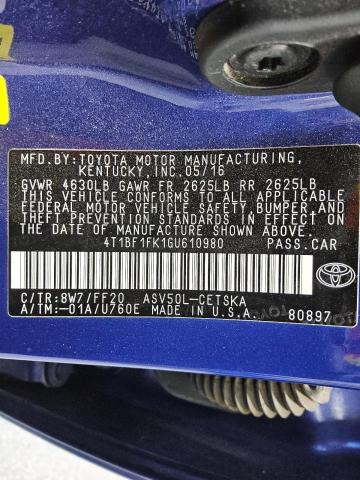 MFD.BY:TOYOTA MOTOR MANUFACTURING,
KENTUCKY,INC.05/16
GVWR 4630LB GAWR FR 2625LB RR 2625LB
THIS VEHICLE CONFORMS TO ALL APPLICABLE
FEDERAL MOTOR VEHICLE SAFETY, BUMPER AND
THEFT PREVENTION STANDARDS IN EFFECT ON
THE DATE OF MANUFACTURE SHOWN ABOVE.
4T1BF1FK1GU610980 PASS.CAR
C/TR:8W7/FF20 ASV50L-CETSKA
A/TM:-01A/U760E MADE IN U.S.A. 80897
TOYOTA